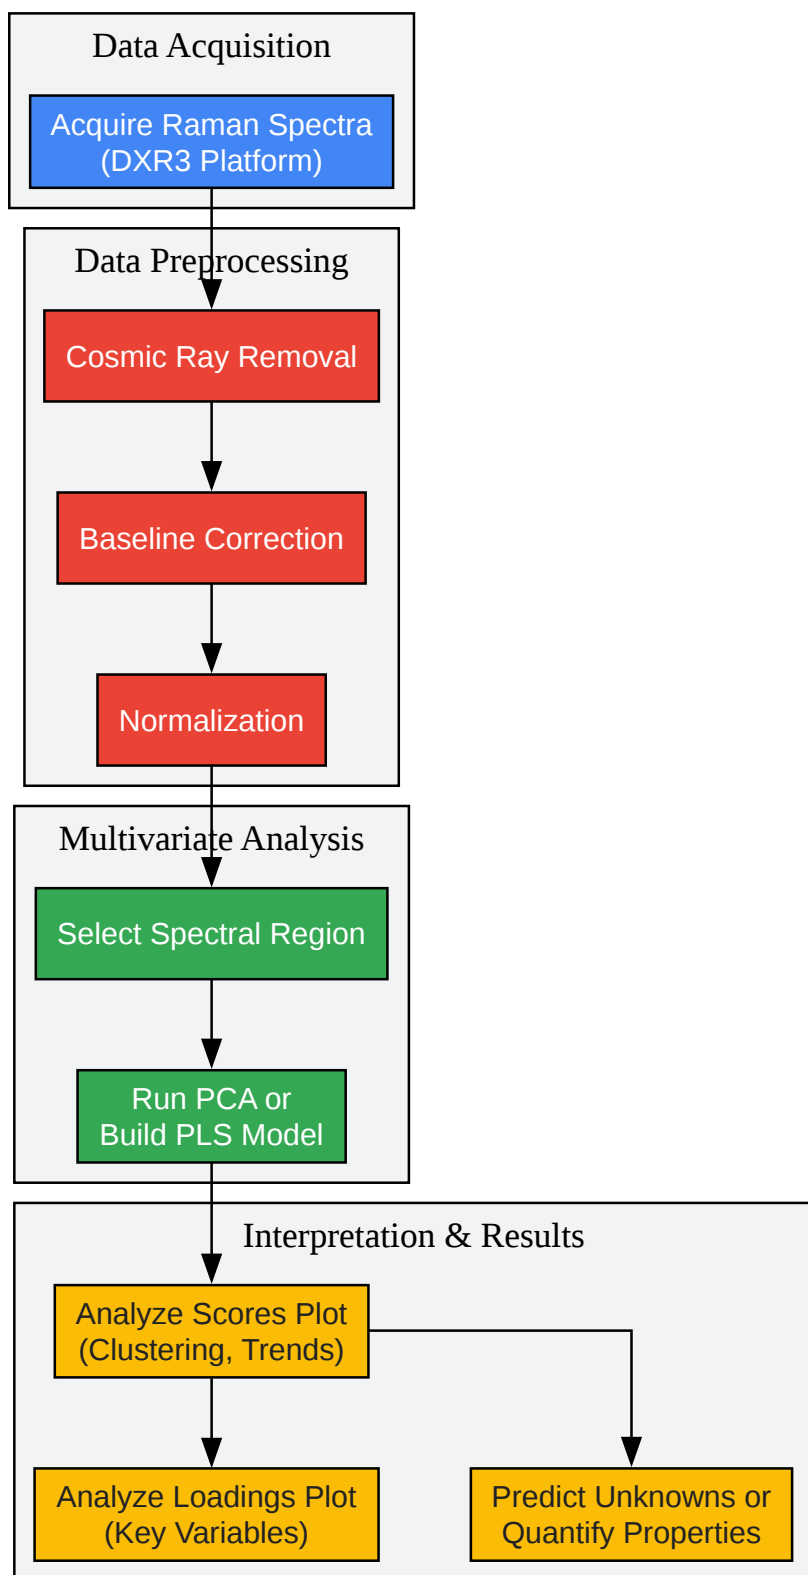 Data Acquisition
Acquire Raman Spectra
(DXR3 Platform)
Data Preprocessing
Cosmic Ray Removal
Baseline Correction
Normalization
Multivariate Analysis
Select Spectral Region
Run PCA or
Build PLS Model
Interpretation & Results
Analyze Scores Plot
(Clustering, Trends)
Analyze Loadings Plot
(Key Variables)
Predict Unknowns or
Quantify Properties